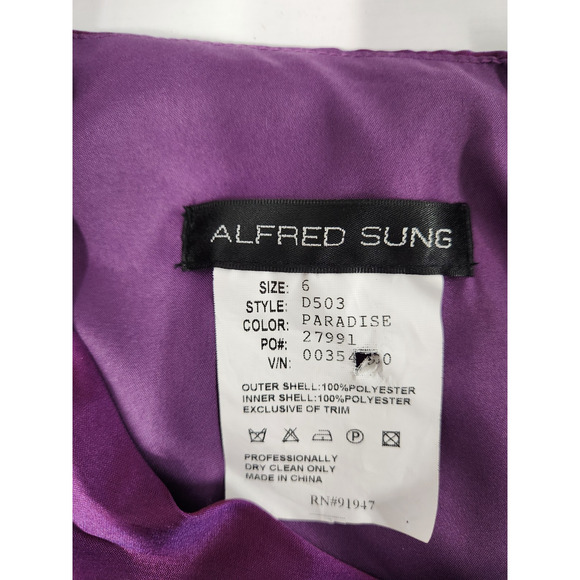 ALFRED SUNG
SIZE: 6
STYLE: D503
COLOR: PARADISE
PO#: 27991
V/N:
OUTER SHELL:100%POLYESTER
INNER SHELL:100%POLYESTER
EXCLUSIVE OF TRIM
P
PROFESSIONALLY
DRY CLEAN ONLY
MADE IN CHINA
RN#91947